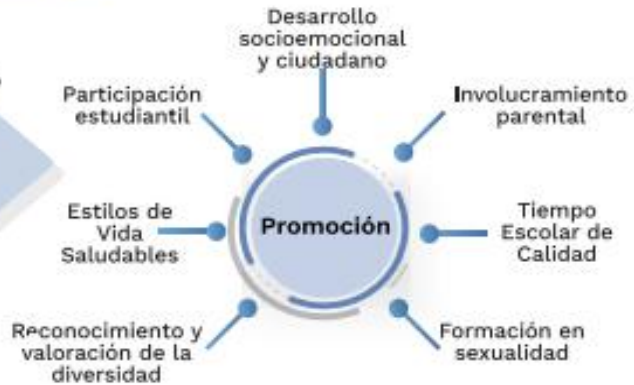 Desarrollo
socioemocional
y ciudadano
Participación
estudiantil
Involucramiento
parental
Estilos de
Vida
Saludables
Promoción
Tiempo
Escolar de
Calidad
Reconocimiento y
valoración de la
diversidad
Formación en
sexualidad